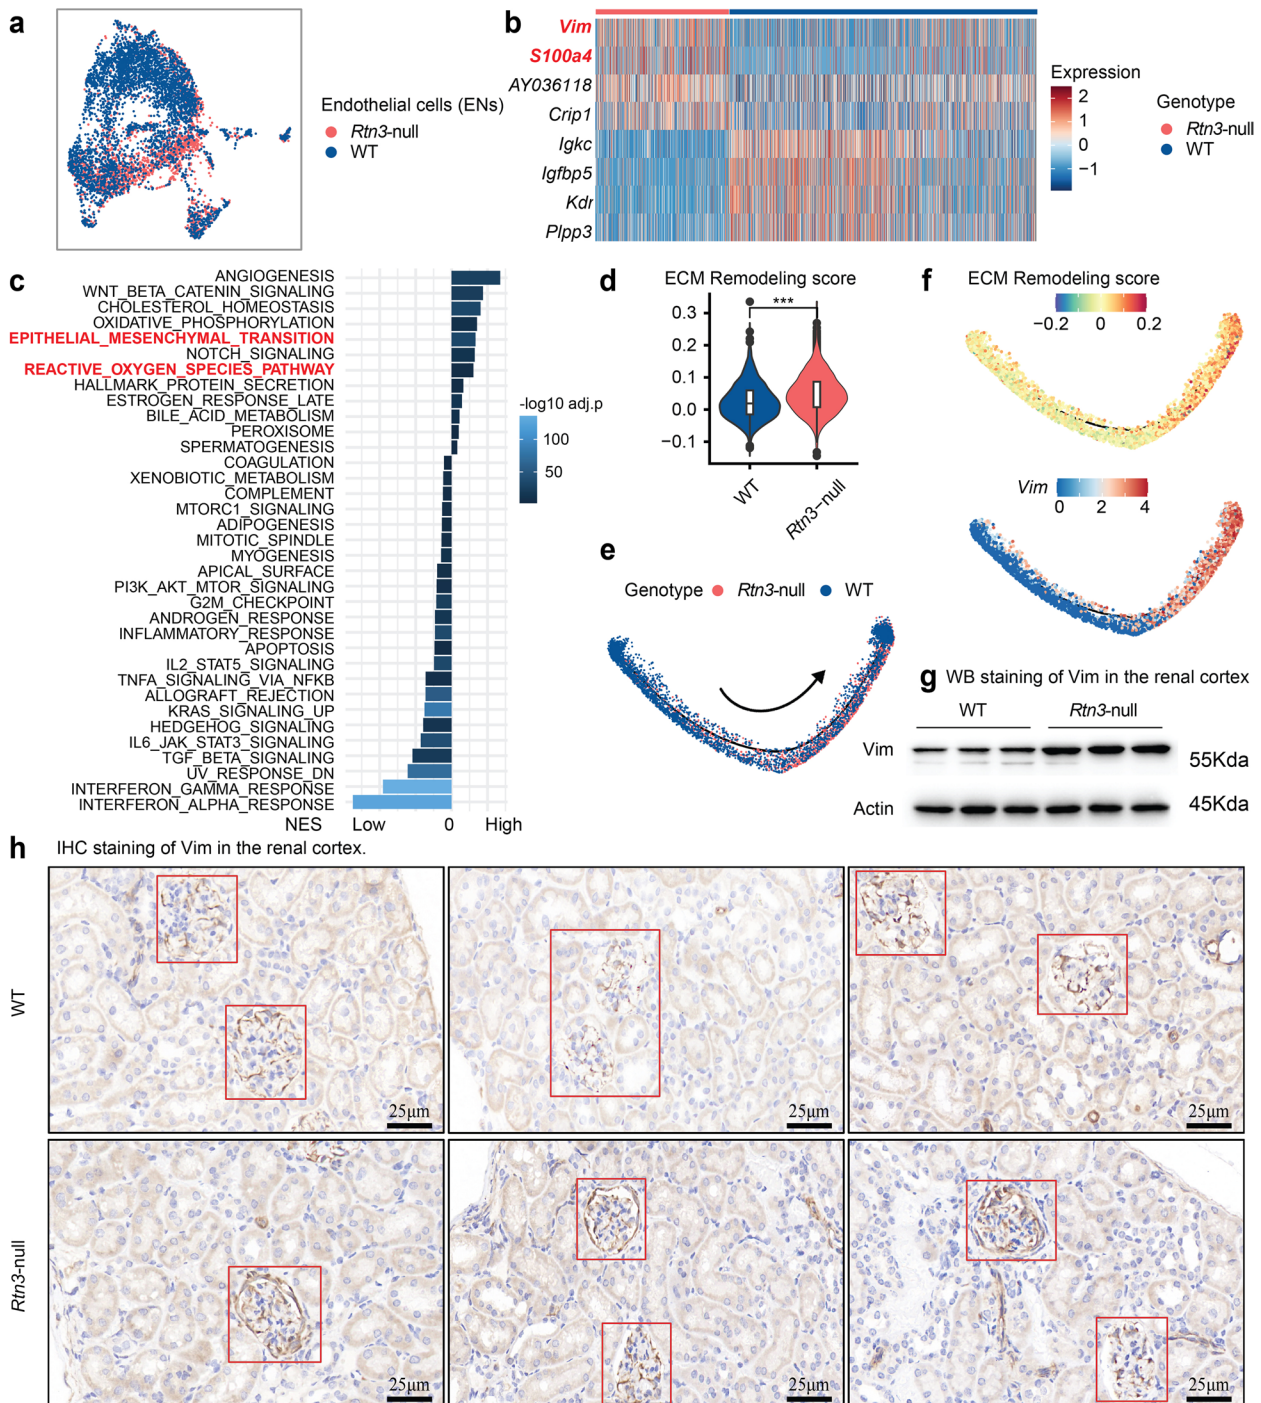 a
Endothelial cells (ENs)
Rtn3-null
WT
b
Vim
S100a4
AY036118
Crip1
Igkc
Igfbp5
Kdr
Plpp3
Expression
2
1
0
−1
Genotype
Rtn3-null
WT
c
ANGIOGENESIS
WNT_BETA_CATENIN_SIGNALING
CHOLESTEROL_HOMEOSTASIS
OXIDATIVE_PHOSPHORYLATION
EPITHELIAL_MESENCHYMAL_TRANSITION
NOTCH_SIGNALING
REACTIVE_OXYGEN_SPECIES_PATHWAY
HALLMARK_PROTEIN_SECRETION
ESTROGEN_RESPONSE_LATE
BILE_ACID_METABOLISM
PEROXISOME
SPERMATOGENESIS
COAGULATION
XENOBIOTIC_METABOLISM
COMPLEMENT
MTORC1_SIGNALING
ADIPOGENESIS
MITOTIC_SPINDLE
MYOGENESIS
APICAL_SURFACE
PI3K_AKT_MTOR_SIGNALING
G2M_CHECKPOINT
ANDROGEN_RESPONSE
INFLAMMATORY_RESPONSE
APOPTOSIS
IL2_STAT5_SIGNALING
TNFA_SIGNALING_VIA_NFKB
ALLOGRAFT_REJECTION
KRAS_SIGNALING_UP
HEDGEHOG_SIGNALING
IL6_JAK_STAT3_SIGNALING
TGF_BETA_SIGNALING
UV_RESPONSE_DN
INTERFERON_GAMMA_RESPONSE
INTERFERON_ALPHA_RESPONSE
NES Low 0 High
-log10 adj.p
100
50
d
ECM Remodeling score
***
0.3
0.2
0.1
0.0
−0.1
WT
Rtn3−null
e
Genotype Rtn3-null WT
f
ECM Remodeling score
−0.2 0 0.2
Vim
0 2 4
g WB staining of Vim in the renal cortex
WT Rtn3-null
Vim
55Kda
Actin
45Kda
h IHC staining of Vim in the renal cortex.
WT
25μm
25μm
25μm
Rtn3-null
25μm
25μm
25μm